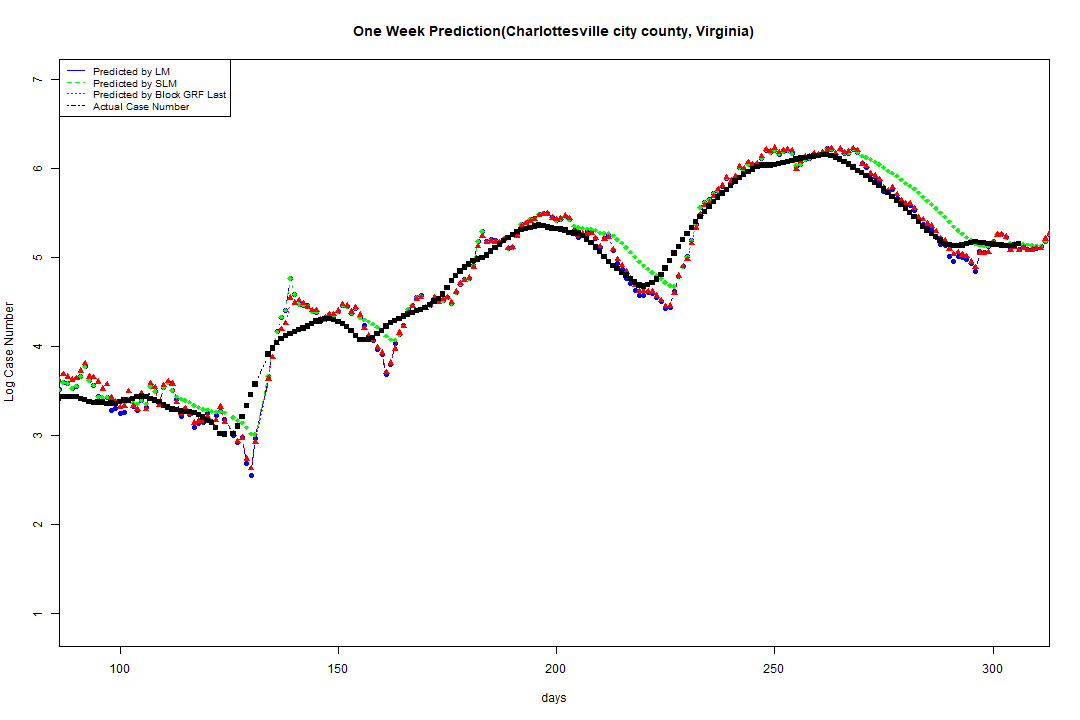 One Week Prediction(Charlottesville city county, Virginia)
Predicted by LM
Predicted by SLM
Predicted by Block GRF Last
Actual Case Number
7
6
5
4
3
2
1
Log Case Number
100 150 200 250 300
days